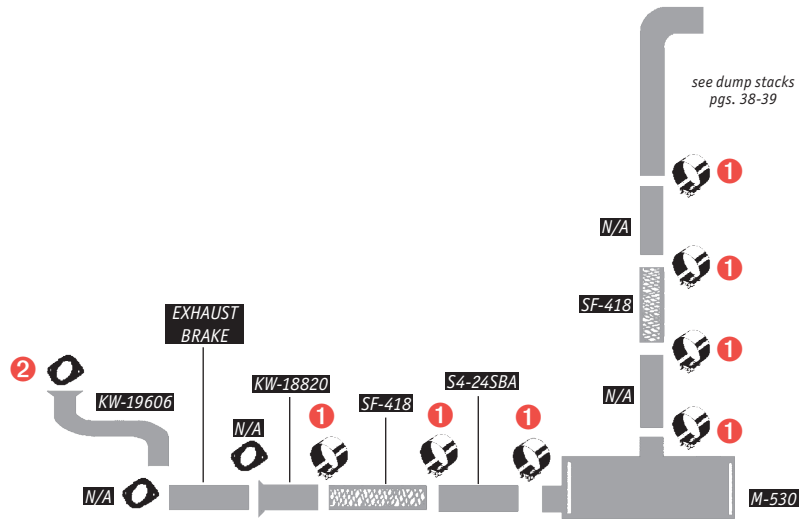 see dump stacks
pgs. 38-39
1
N/A
1
SF-418
1
EXHAUST
BRAKE
2
KW-19606
KW-18820
S4-24SBA
N/A
1
SF-418
1
1
N/A
1
N/A
M-530